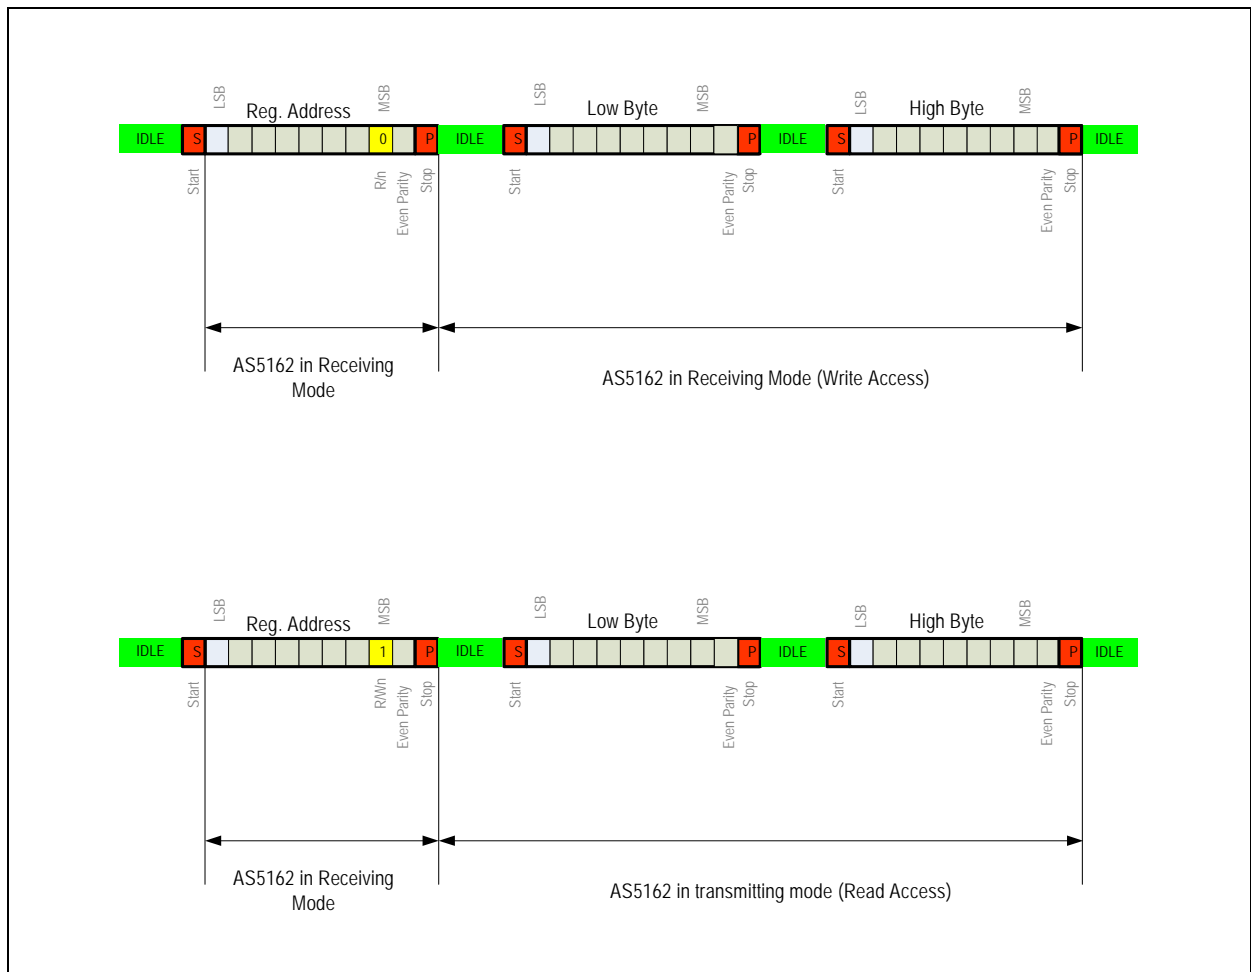 LSB
Reg. Address
MSB
LSB
Low Byte
MSB
LSB
High Byte
MSB
IDLE S 0 P IDLE S P IDLE S P IDLE
Start
R/n
Even Parity
Stop
Start
Even Parity
Stop
Start
Even Parity
Stop
AS5162 in Receiving
Mode
AS5162 in Receiving Mode (Write Access)
LSB
Reg. Address
MSB
LSB
Low Byte
MSB
LSB
High Byte
MSB
IDLE S 1 P IDLE S P IDLE S P IDLE
Start
R/Wn
Even Parity
Stop
Start
Even Parity
Stop
Start
Even Parity
Stop
AS5162 in Receiving
Mode
AS5162 in transmitting mode (Read Access)